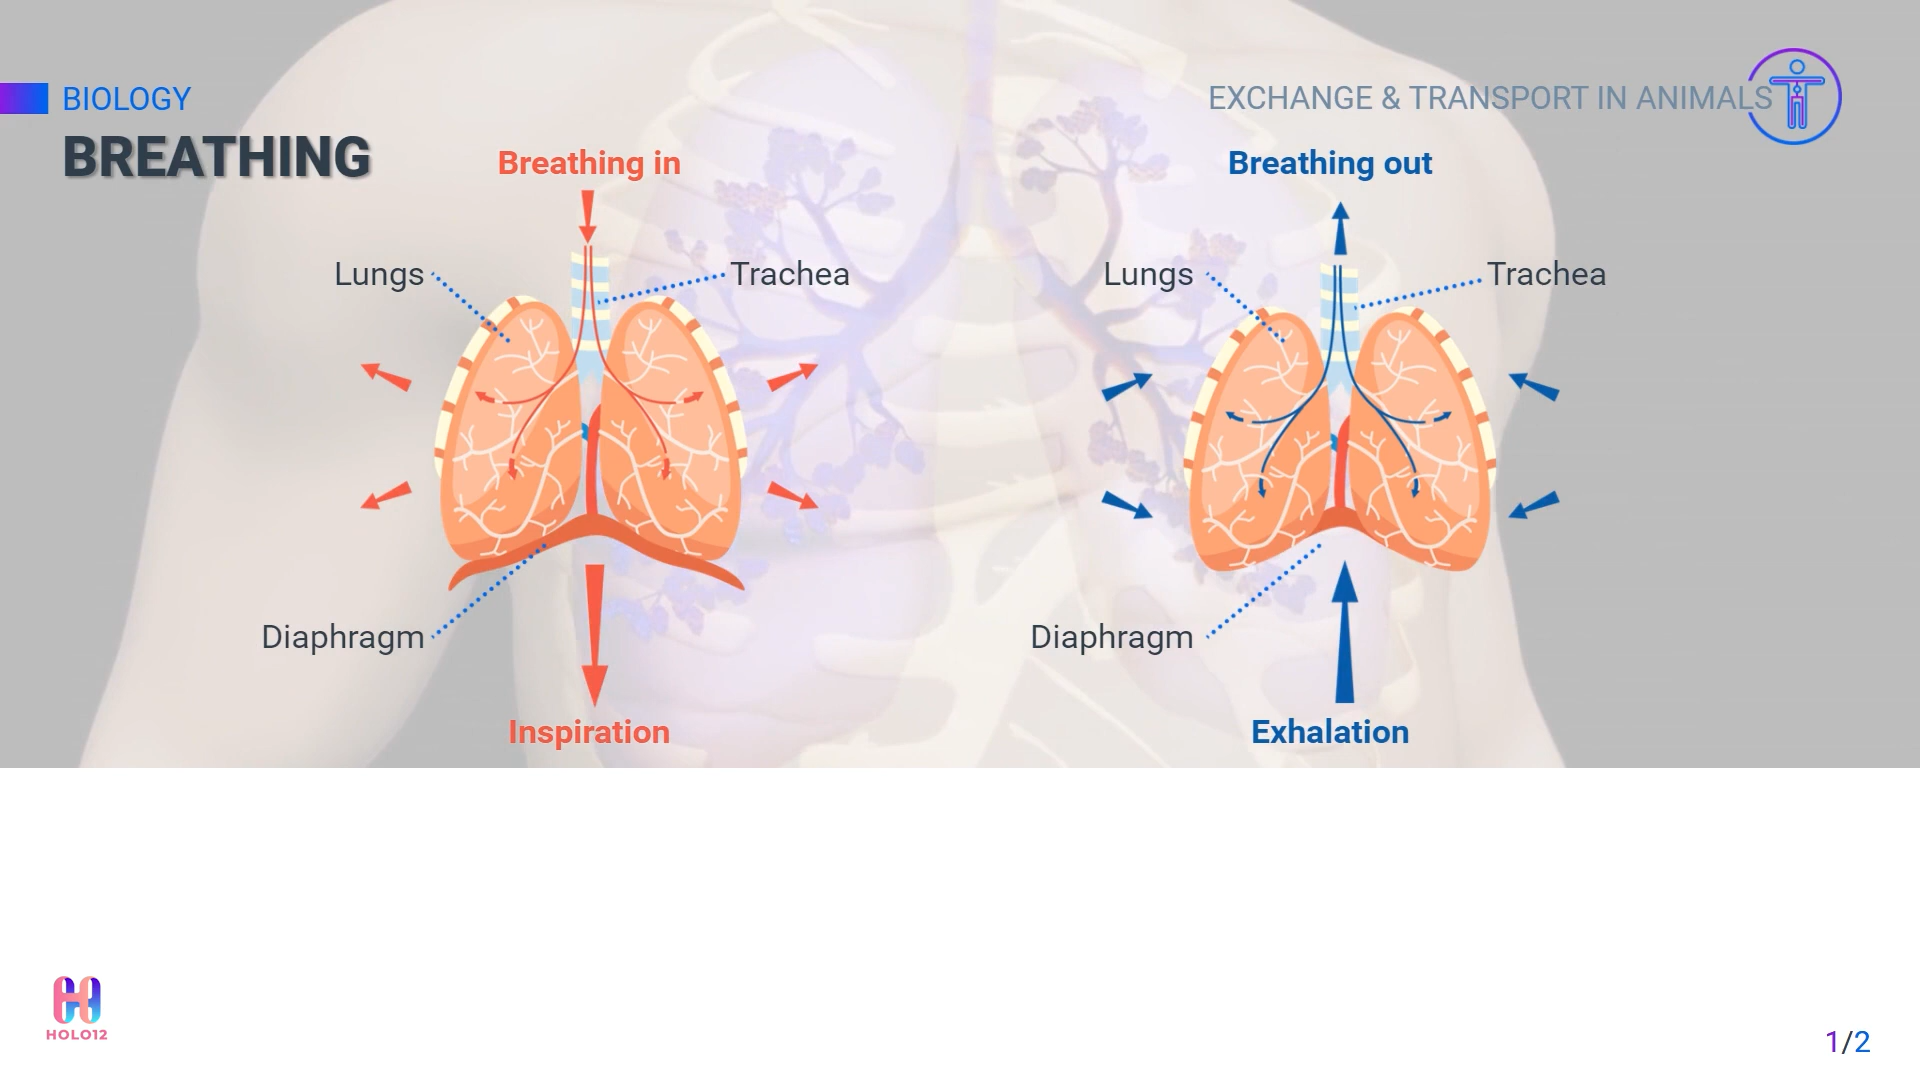 BIOLOGY
EXCHANGE & TRANSPORT IN ANIMALS
BREATHING
Breathing in
Lungs
Trachea
Diaphragm
Inspiration
Breathing out
Lungs
Trachea
Diaphragm
Exhalation
HOLO12
1/2